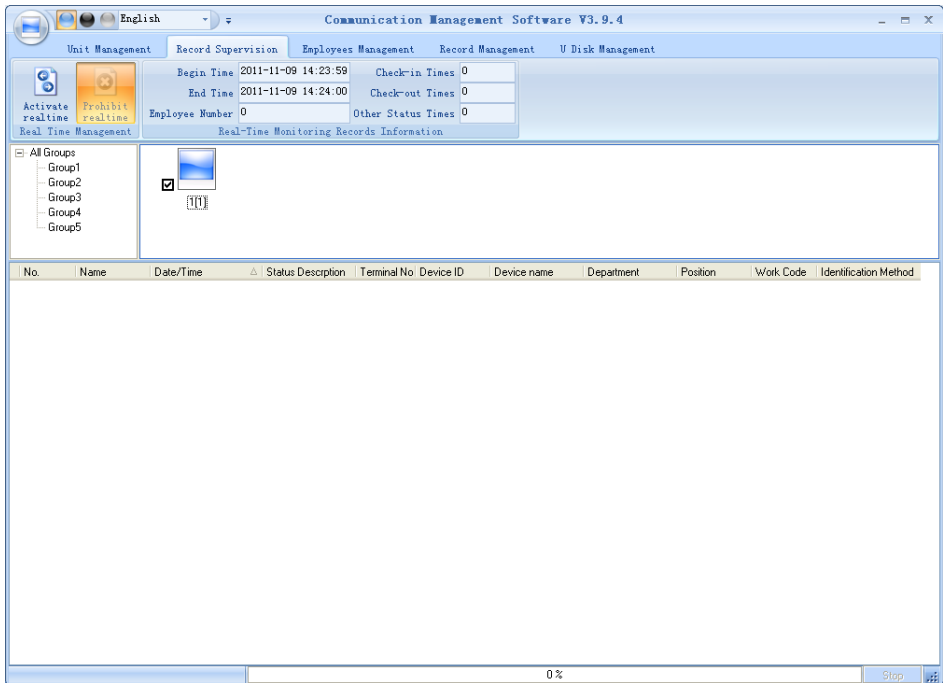 English
Communication Management Software V3.9.4
Unit Management Record Supervision Employees Management Record Management U Disk Management
Activate realtime
Prohibit realtime
Real Time Management
Begin Time 2011-11-09 14:23:59 Check-in Times 0
End Time 2011-11-09 14:24:00 Check-out Times 0
Employee Number 0 Other Status Times 0
Real-Time Monitoring Records Information
All Groups
Group1
Group2
Group3
Group4
Group5
1[1]
No. Name Date/Time Status Descrption Terminal No Device ID Device name Department Position Work Code Identification Method
0 %
Stop